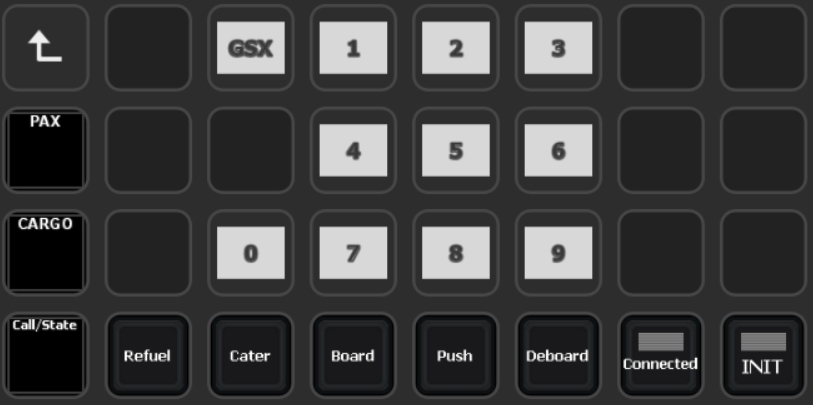 GSX 1 2 3
PAX
4 5 6
CARGO
0 7 8 9
Call/State
Refuel Cater Board Push Deboard Connected INIT